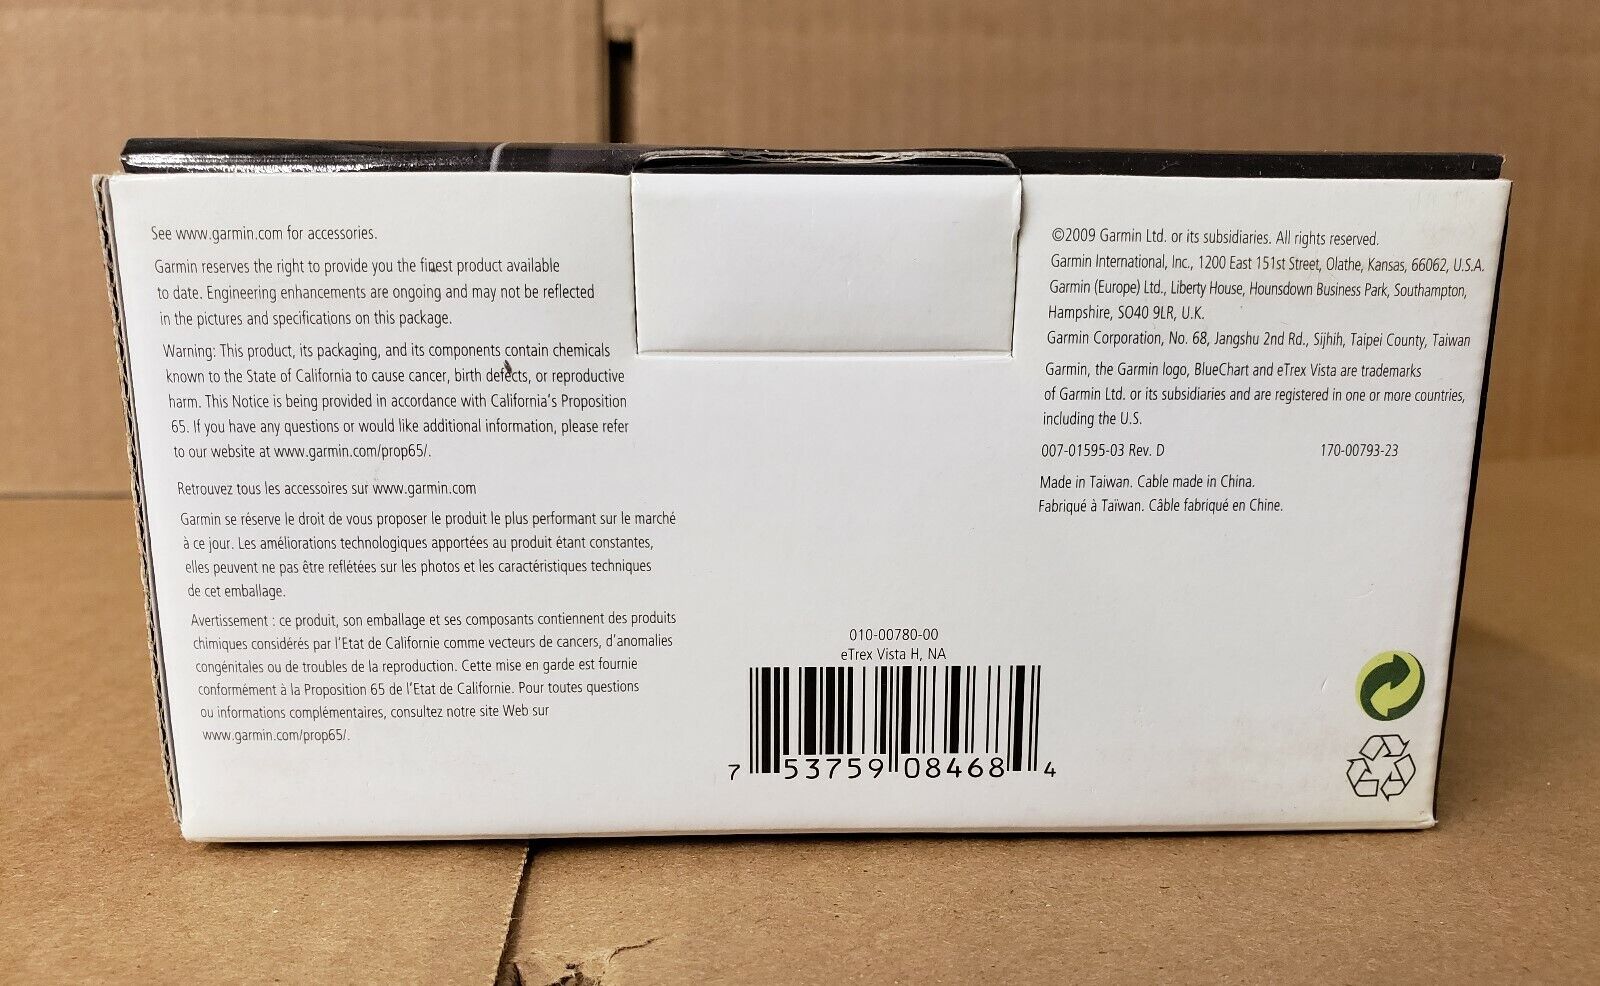 See www.garmin.com for accessories.
Garmin reserves the right to provide you the finest product available
to date. Engineering enhancements are ongoing and may not be reflected
in the pictures and specifications on this package.
Warning: This product, its packaging, and its components contain chemicals
known to the State of California to cause cancer, birth defects, or reproductive
harm. This Notice is being provided in accordance with California's Proposition
65. If you have any questions or would like additional information, please refer
to our website at www.garmin.com/prop65/.
Retrouvez tous les accessoires sur www.garmin.com
Garmin se réserve le droit de vous proposer le produit le plus performant sur le marché
à ce jour. Les améliorations technologiques apportées au produit étant constantes,
elles peuvent ne pas être reflétées sur les photos et les caractéristiques techniques
de cet emballage.
Avertissement : ce produit, son emballage et ses composants contiennent des produits
chimiques considérés par l'Etat de Californie comme vecteurs de cancers, d'anomalies
congénitales ou de troubles de la reproduction. Cette mise en garde est fournie
conformément à la Proposition 65 de l'Etat de Californie. Pour toutes questions
ou informations complémentaires, consultez notre site Web sur
www.garmin.com/prop65/.
010-00780-00
eTrex Vista H, NA
7 53759 08468 4
©2009 Garmin Ltd. or its subsidiaries. All rights reserved.
Garmin International, Inc., 1200 East 151st Street, Olathe, Kansas, 66062, U.S.A.
Garmin (Europe) Ltd., Liberty House, Hounsdown Business Park, Southampton,
Hampshire, SO40 9LR, U.K.
Garmin Corporation, No. 68, Jangshu 2nd Rd., Sijhih, Taipei County, Taiwan
Garmin, the Garmin logo, BlueChart and eTrex Vista are trademarks
of Garmin Ltd. or its subsidiaries and are registered in one or more countries,
including the U.S.
007-01595-03 Rev. D 170-00793-23
Made in Taiwan. Cable made in China.
Fabriqué à Taïwan. Câble fabriqué en Chine.